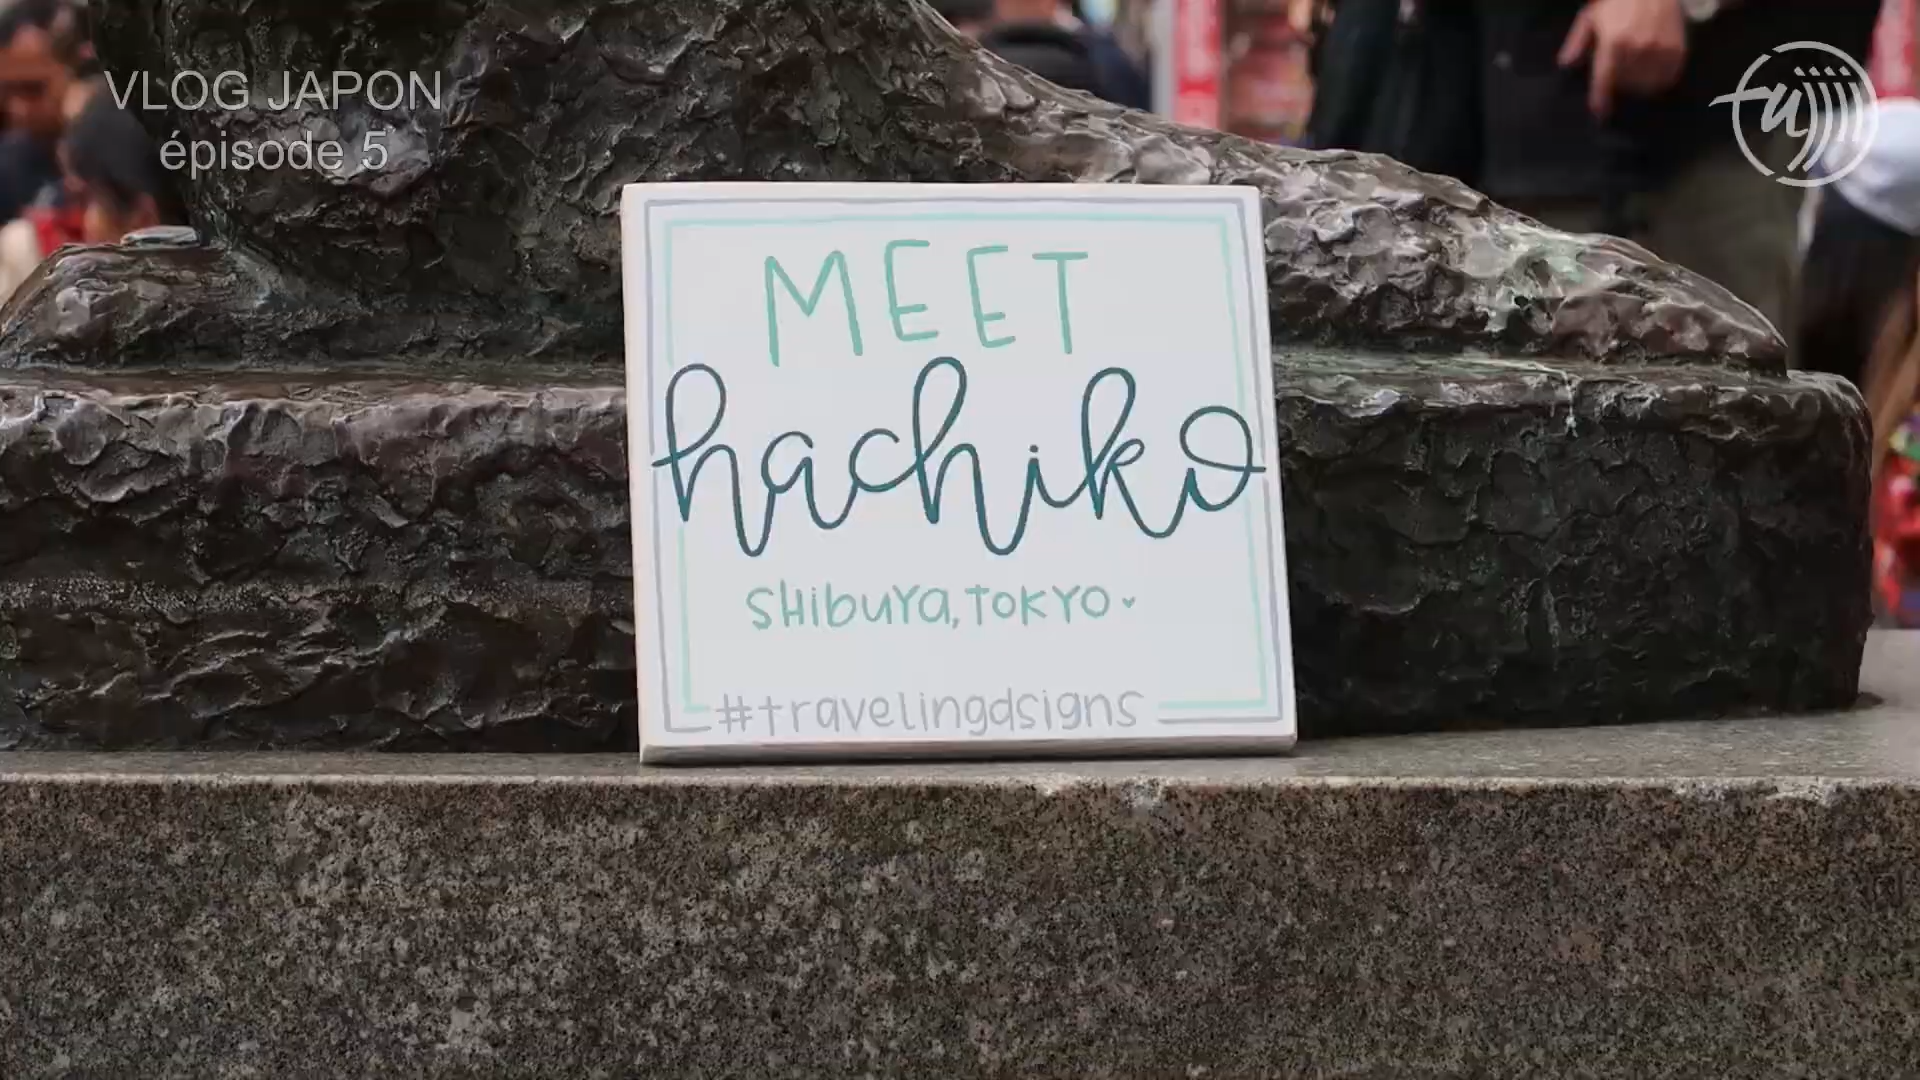 VLOG JAPON
épisode 5
MEET
hachiko
SHibuYa, TOKYO
#travelingdsigns